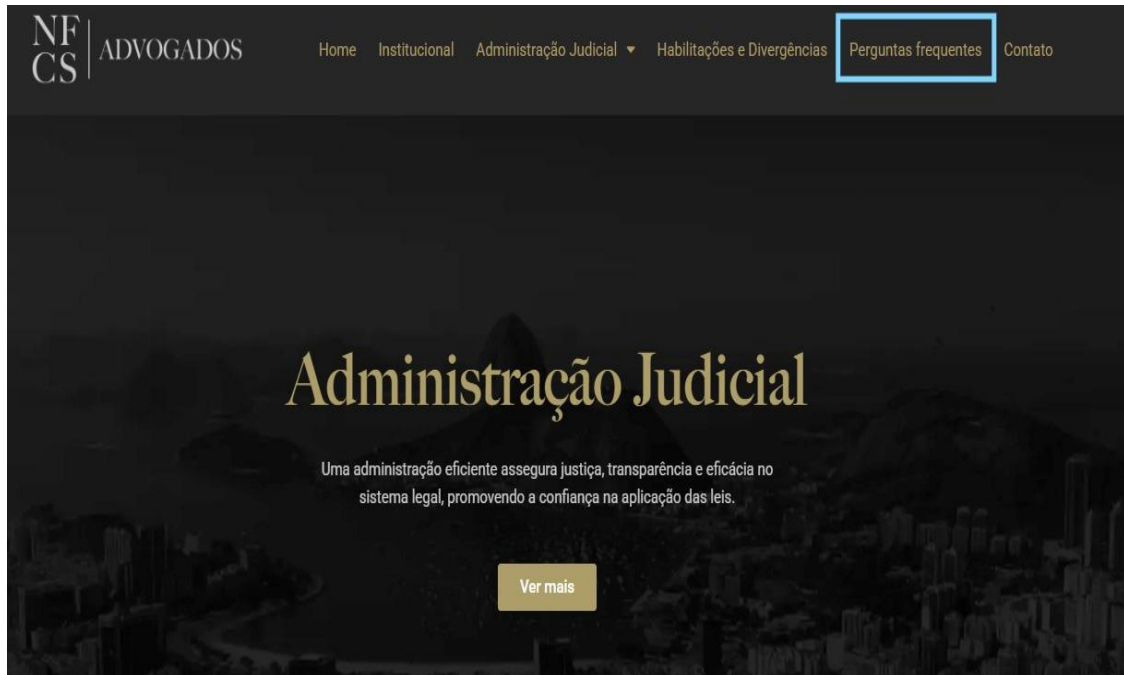 NF
CS
ADVOGADOS
Home Institucional Administração Judicial Habilitações e Divergências Perguntas frequentes Contato
Administração Judicial
Uma administração eficiente assegura justiça, transparência e eficácia no
sistema legal, promovendo a confiança na aplicação das leis.
Ver mais